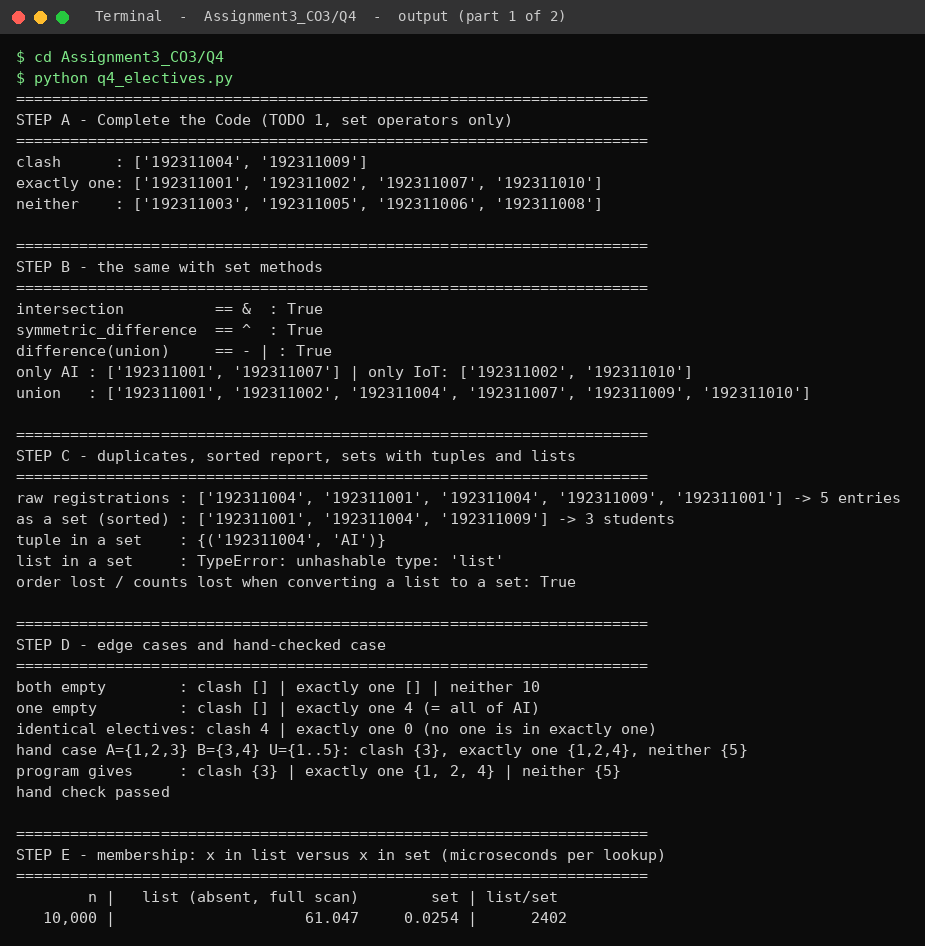 Terminal  -  Assignment3_CO3/Q4  -  output (part 1 of 2)
$ cd Assignment3_CO3/Q4
$ python q4_electives.py
======================================================================
STEP A - Complete the Code (TODO 1, set operators only)
======================================================================
clash      : ['192311004', '192311009']
exactly one: ['192311001', '192311002', '192311007', '192311010']
neither    : ['192311003', '192311005', '192311006', '192311008']
======================================================================
STEP B - the same with set methods
======================================================================
intersection          == &  : True
symmetric_difference  == ^  : True
difference(union)     == - | : True
only AI : ['192311001', '192311007'] | only IoT: ['192311002', '192311010']
union   : ['192311001', '192311002', '192311004', '192311007', '192311009', '192311010']
======================================================================
STEP C - duplicates, sorted report, sets with tuples and lists
======================================================================
raw registrations : ['192311004', '192311001', '192311004', '192311009', '192311001'] -> 5 entries
as a set (sorted) : ['192311001', '192311004', '192311009'] -> 3 students
tuple in a set    : {('192311004', 'AI')}
list in a set     : TypeError: unhashable type: 'list'
order lost / counts lost when converting a list to a set: True
======================================================================
STEP D - edge cases and hand-checked case
======================================================================
both empty        : clash [] | exactly one [] | neither 10
one empty         : clash [] | exactly one 4 (= all of AI)
identical electives: clash 4 | exactly one 0 (no one is in exactly one)
hand case A={1,2,3} B={3,4} U={1..5}: clash {3}, exactly one {1,2,4}, neither {5}
program gives     : clash {3} | exactly one {1, 2, 4} | neither {5}
hand check passed
======================================================================
STEP E - membership: x in list versus x in set (microseconds per lookup)
======================================================================
        n |   list (absent, full scan)        set | list/set
   10,000 |                     61.047     0.0254 |      2402